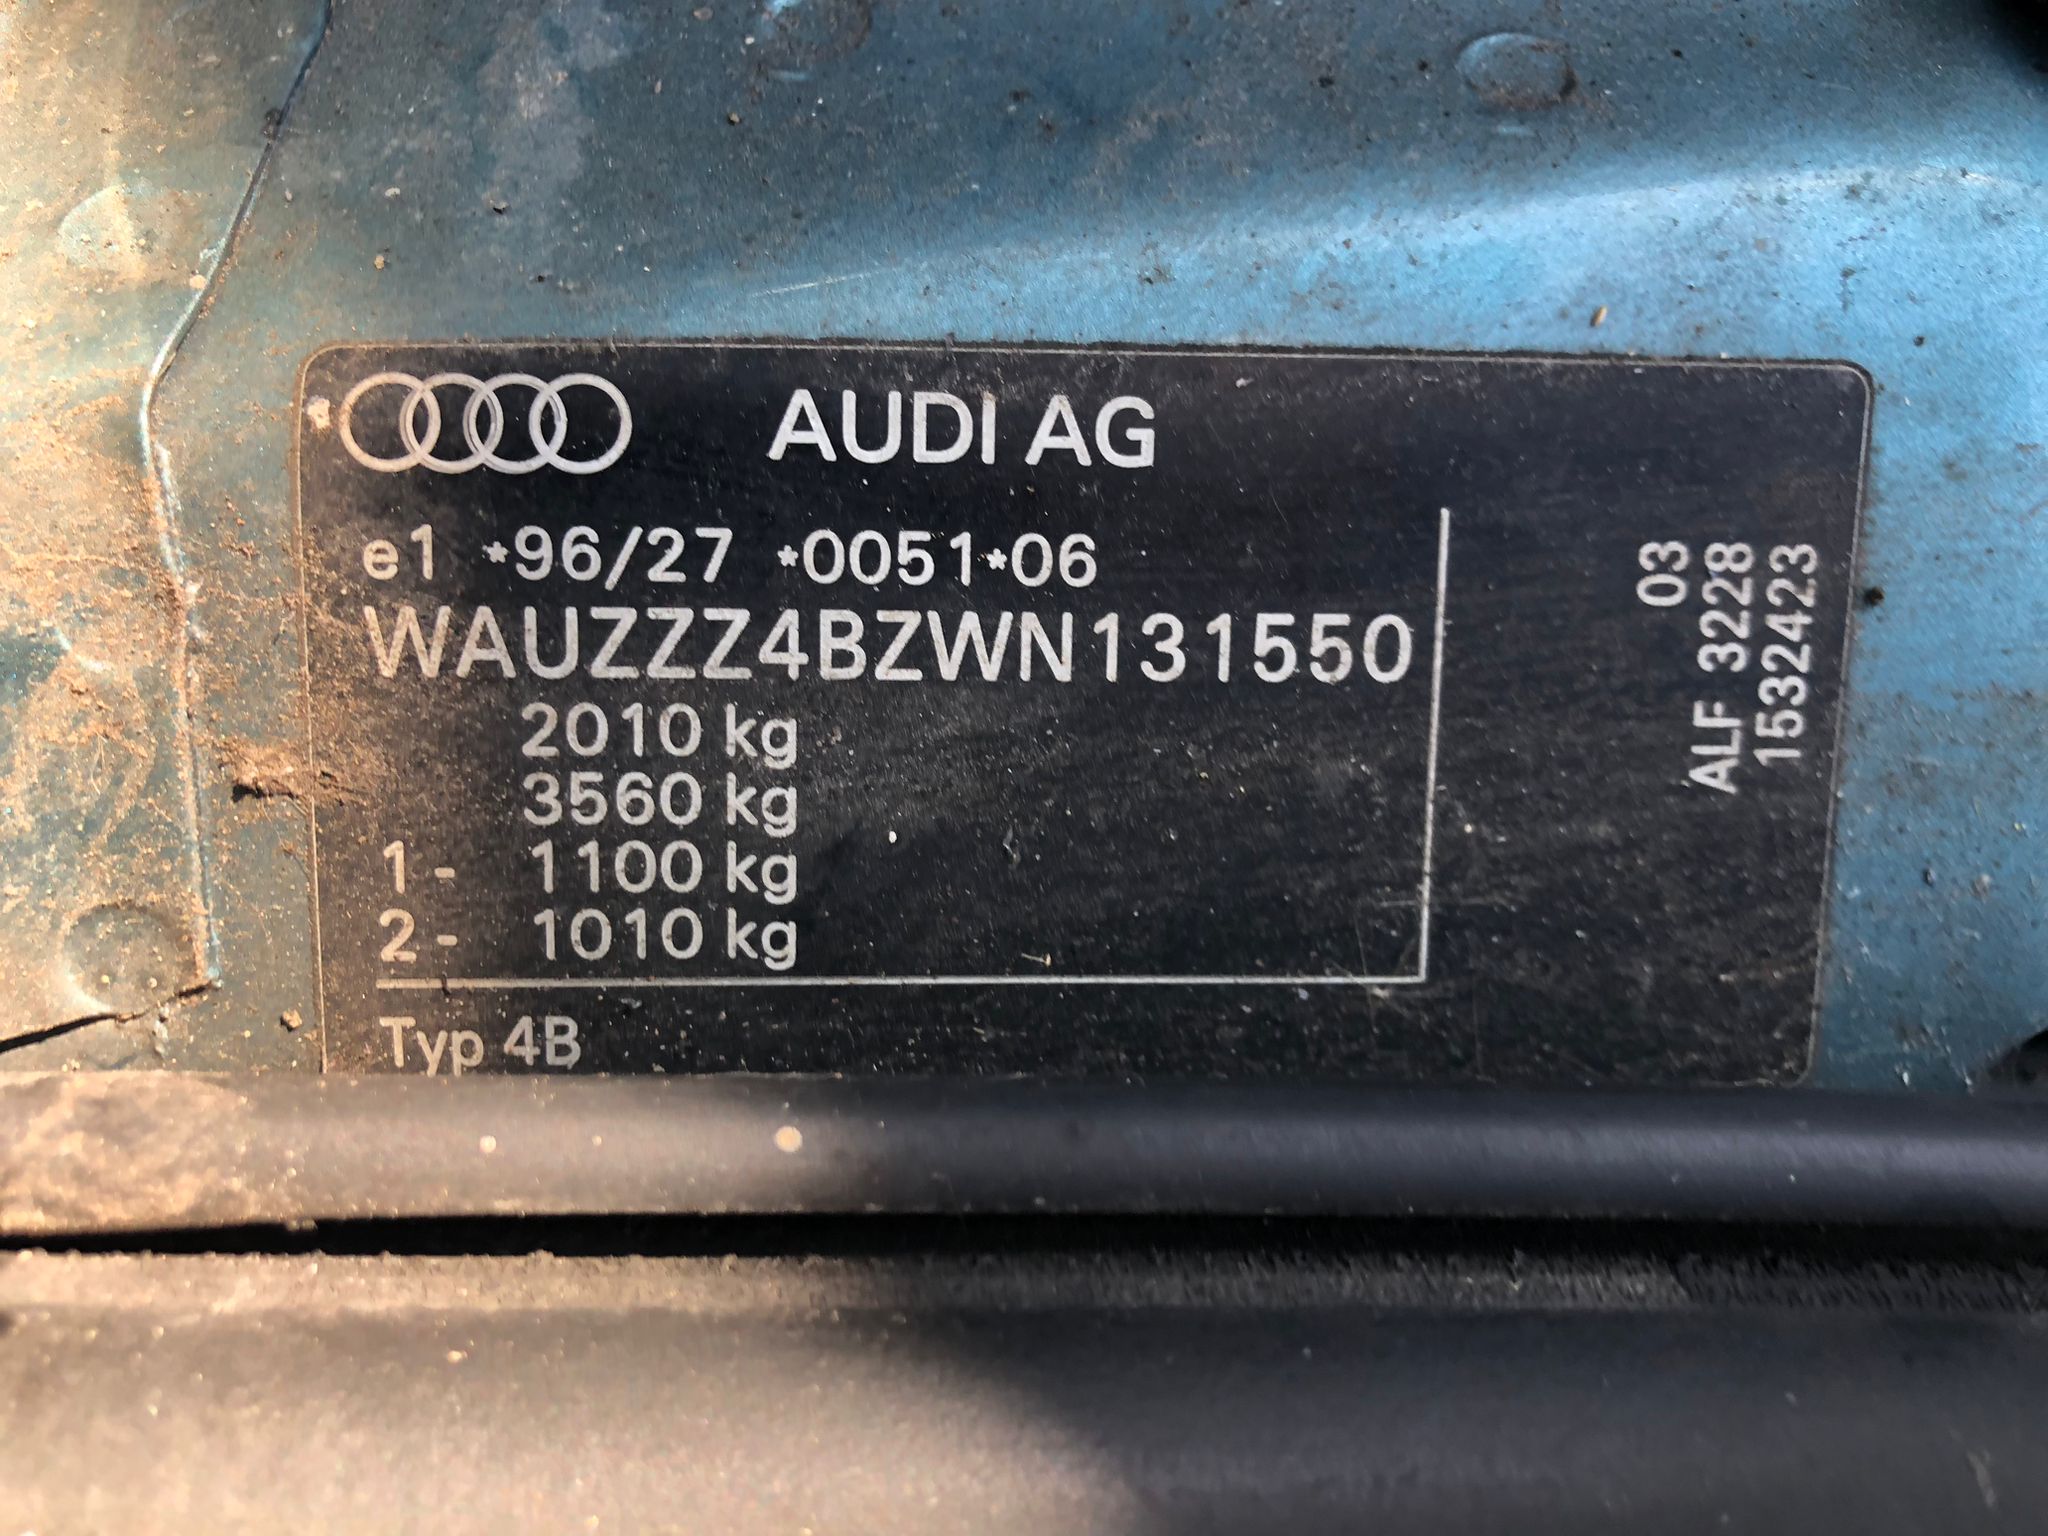 AUDI AG
e1 *96/27 *0051*06
WAUZZZ4BZWN131550
2010 kg
3560 kg
1- 1100 kg
2- 1010 kg
Typ 4B
03
ALF 3228
1532423